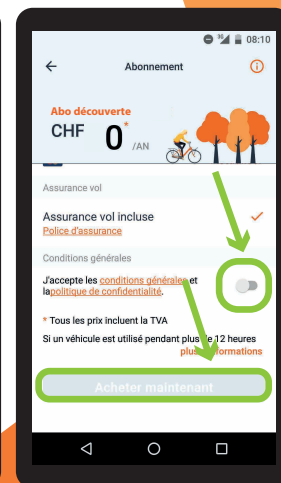 3G 08:10
Abonnement
Abo découverte
CHF 0* /AN
Assurance vol
Assurance vol incluse
Police d'assurance
Conditions générales
J'accepte les conditions générales et
lapolitique de confidentialité.
* Tous les prix incluent la TVA
Si un véhicule est utilisé pendant plus de 12 heures
plus d'informations
Acheter maintenant